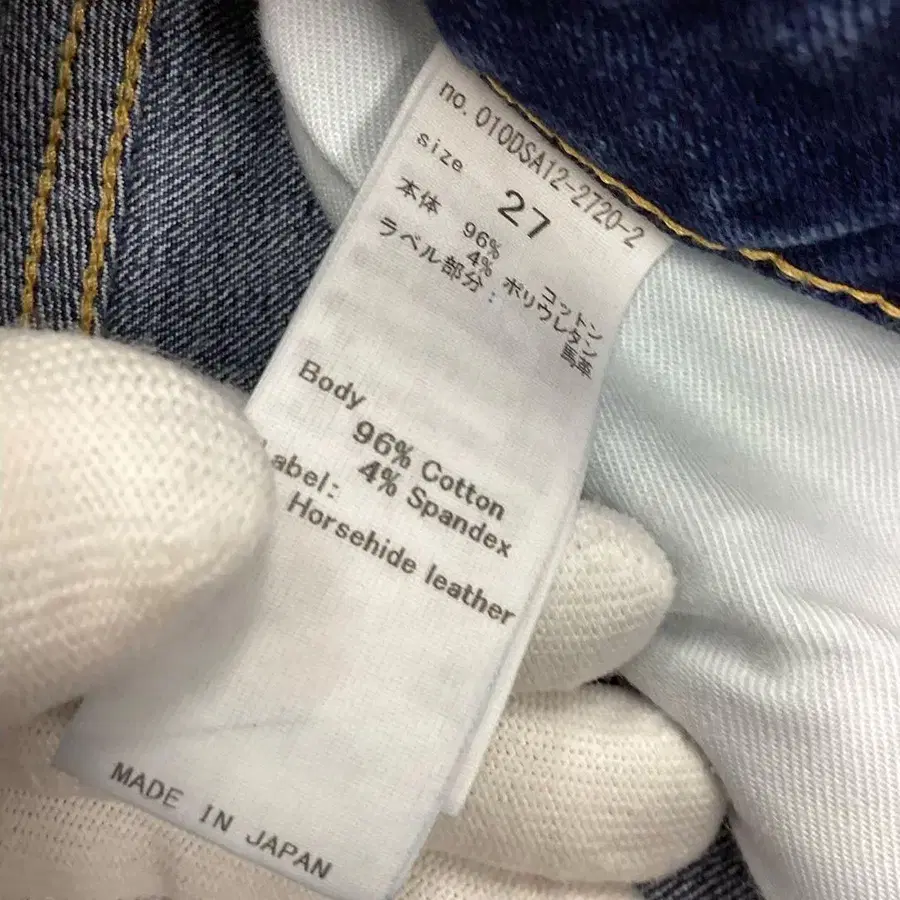 no. 010DSA12-2720-2
size 27
本体 96% コットン
4% ポリウレタン
ラベル部分: 馬革
Body
96% Cotton
4% Spandex
abel:
Horsehide leather
MADE IN JAPAN